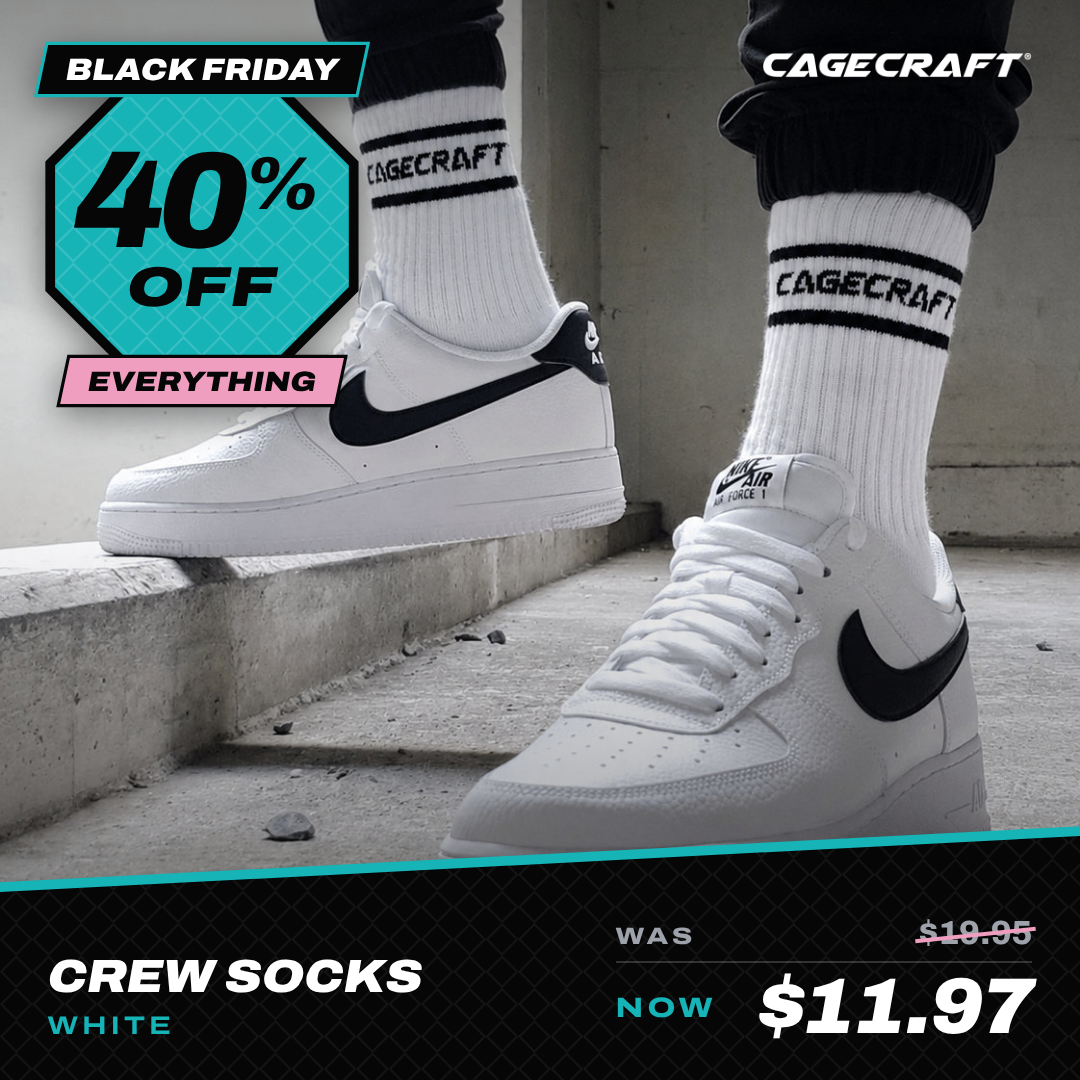 BLACK FRIDAY
40%
OFF
EVERYTHING
CAGECRAFT®
CAGECRAFT
CAGECRAFT
NIKE
AIR
AIR FORCE 1
CREW SOCKS
WHITE
WAS $19.95
NOW $11.97